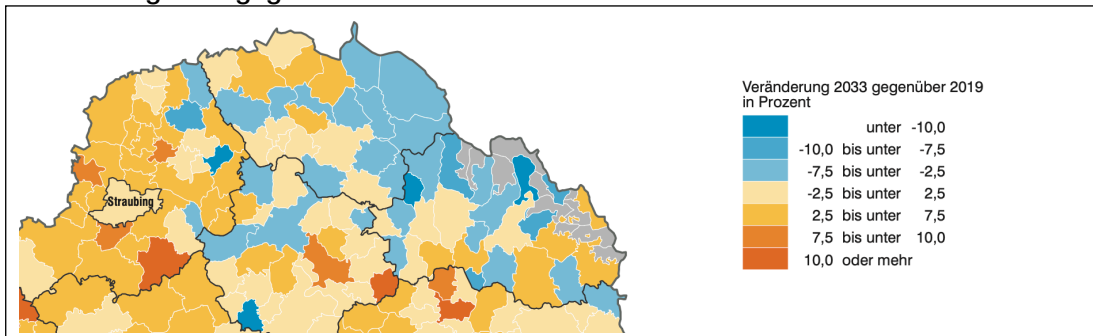 Veränderung 2033 gegenüber 2019
in Prozent
unter -10,0
-10,0 bis unter -7,5
-7,5 bis unter -2,5
-2,5 bis unter 2,5
2,5 bis unter 7,5
7,5 bis unter 10,0
10,0 oder mehr
Straubing